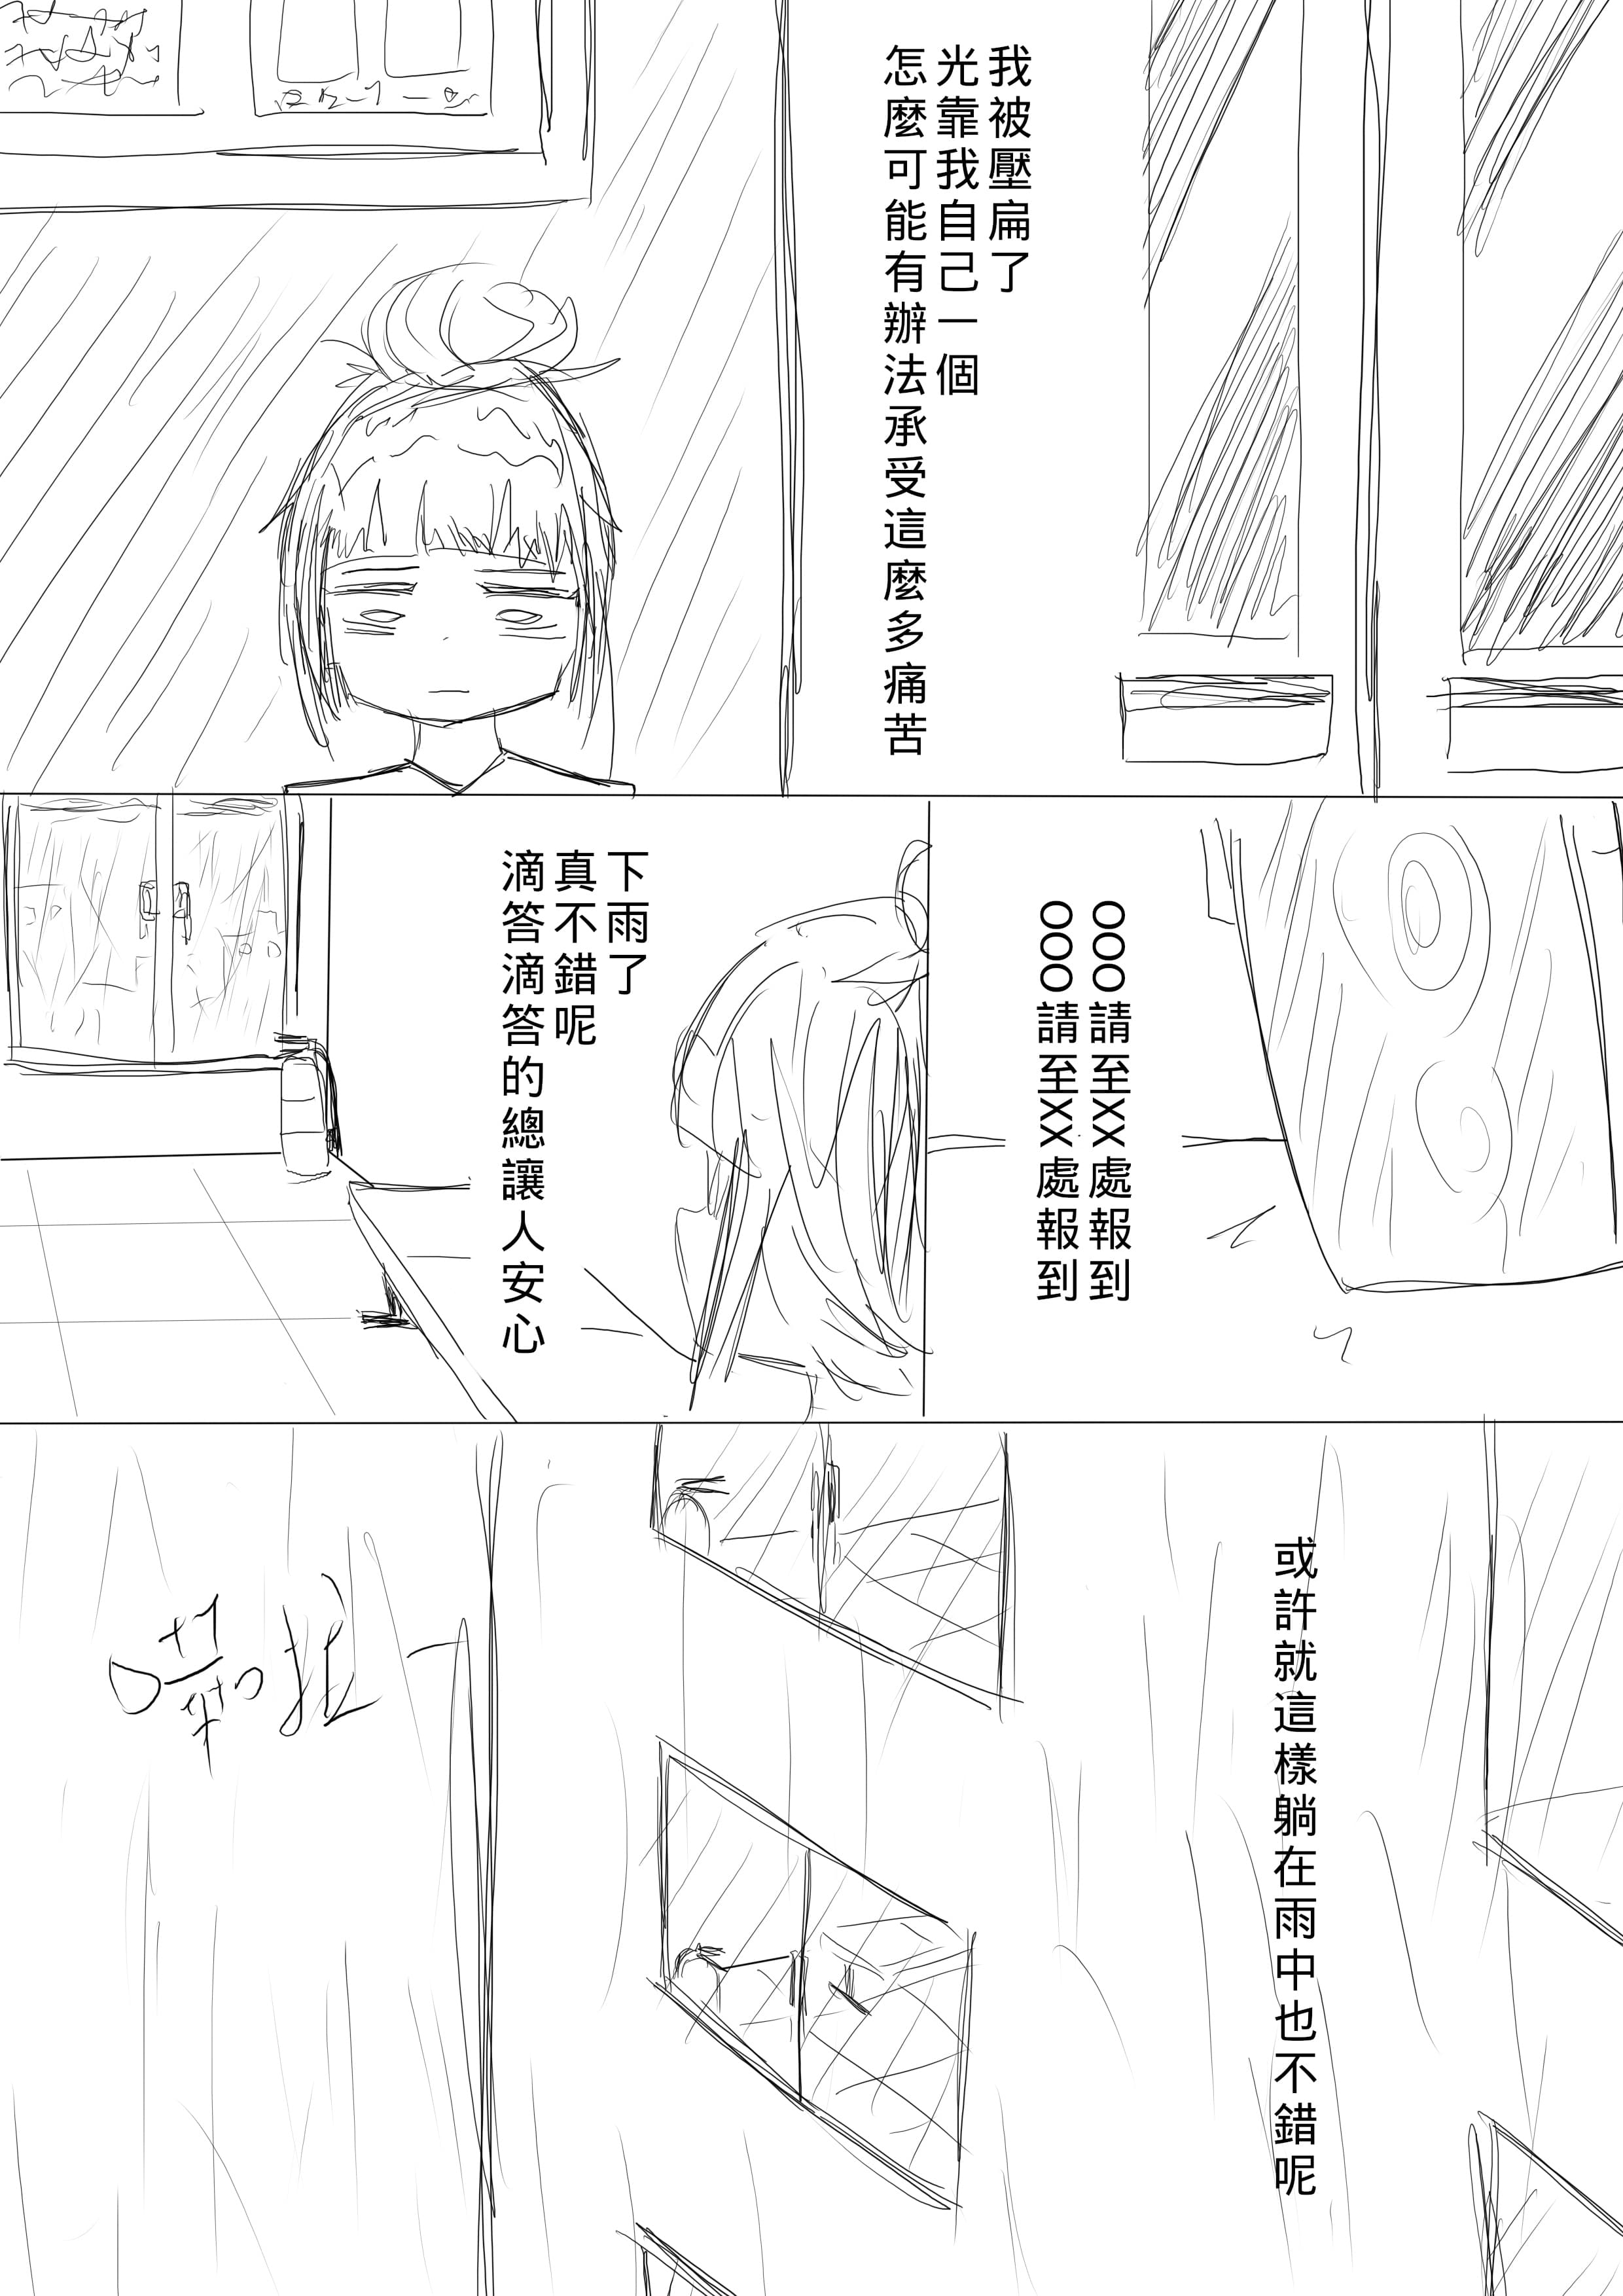 我被壓扁了
光靠我自己一個
怎麼可能有辦法承受這麼多痛苦
OOO請至XX處報到
OOO請至XX處報到
下雨了
真不錯呢
滴答滴答的總讓人安心
或許就這樣躺在雨中也不錯呢